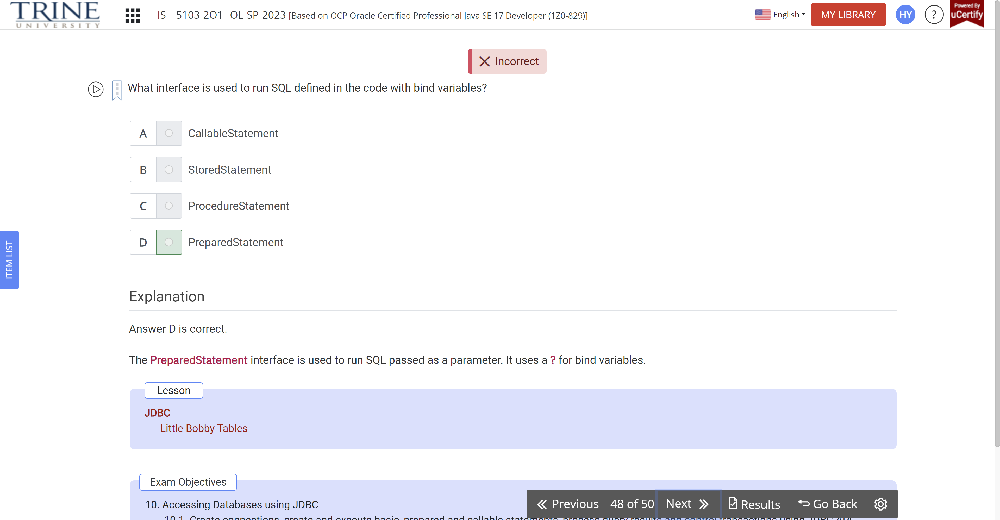 TRINE
UNIVERSITY
IS---5103-2O1--OL-SP-2023 [Based on OCP Oracle Certified Professional Java SE 17 Developer (1Z0-829)]
English
MY LIBRARY
HY
?
Powered By
uCertify
Incorrect
What interface is used to run SQL defined in the code with bind variables?
A CallableStatement
B StoredStatement
C ProcedureStatement
D PreparedStatement
ITEM LIST
Explanation
Answer D is correct.
The PreparedStatement interface is used to run SQL passed as a parameter. It uses a ? for bind variables.
Lesson
JDBC
Little Bobby Tables
Exam Objectives
10. Accessing Databases using JDBC
Previous 48 of 50 Next Results Go Back
10.1. Create connections, create and execute basic, prepared and callable statements, process query results and control transactions using JDBC API